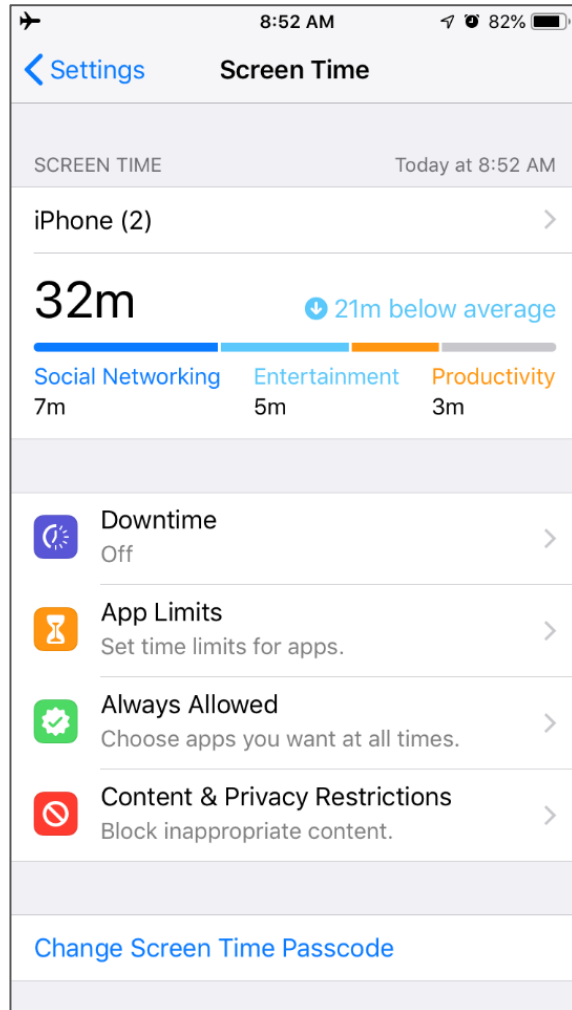 8:52 AM 82%
Settings Screen Time
SCREEN TIME Today at 8:52 AM
iPhone (2)
32m 21m below average
Social Networking Entertainment Productivity
7m 5m 3m
Downtime
Off
App Limits
Set time limits for apps.
Always Allowed
Choose apps you want at all times.
Content & Privacy Restrictions
Block inappropriate content.
Change Screen Time Passcode